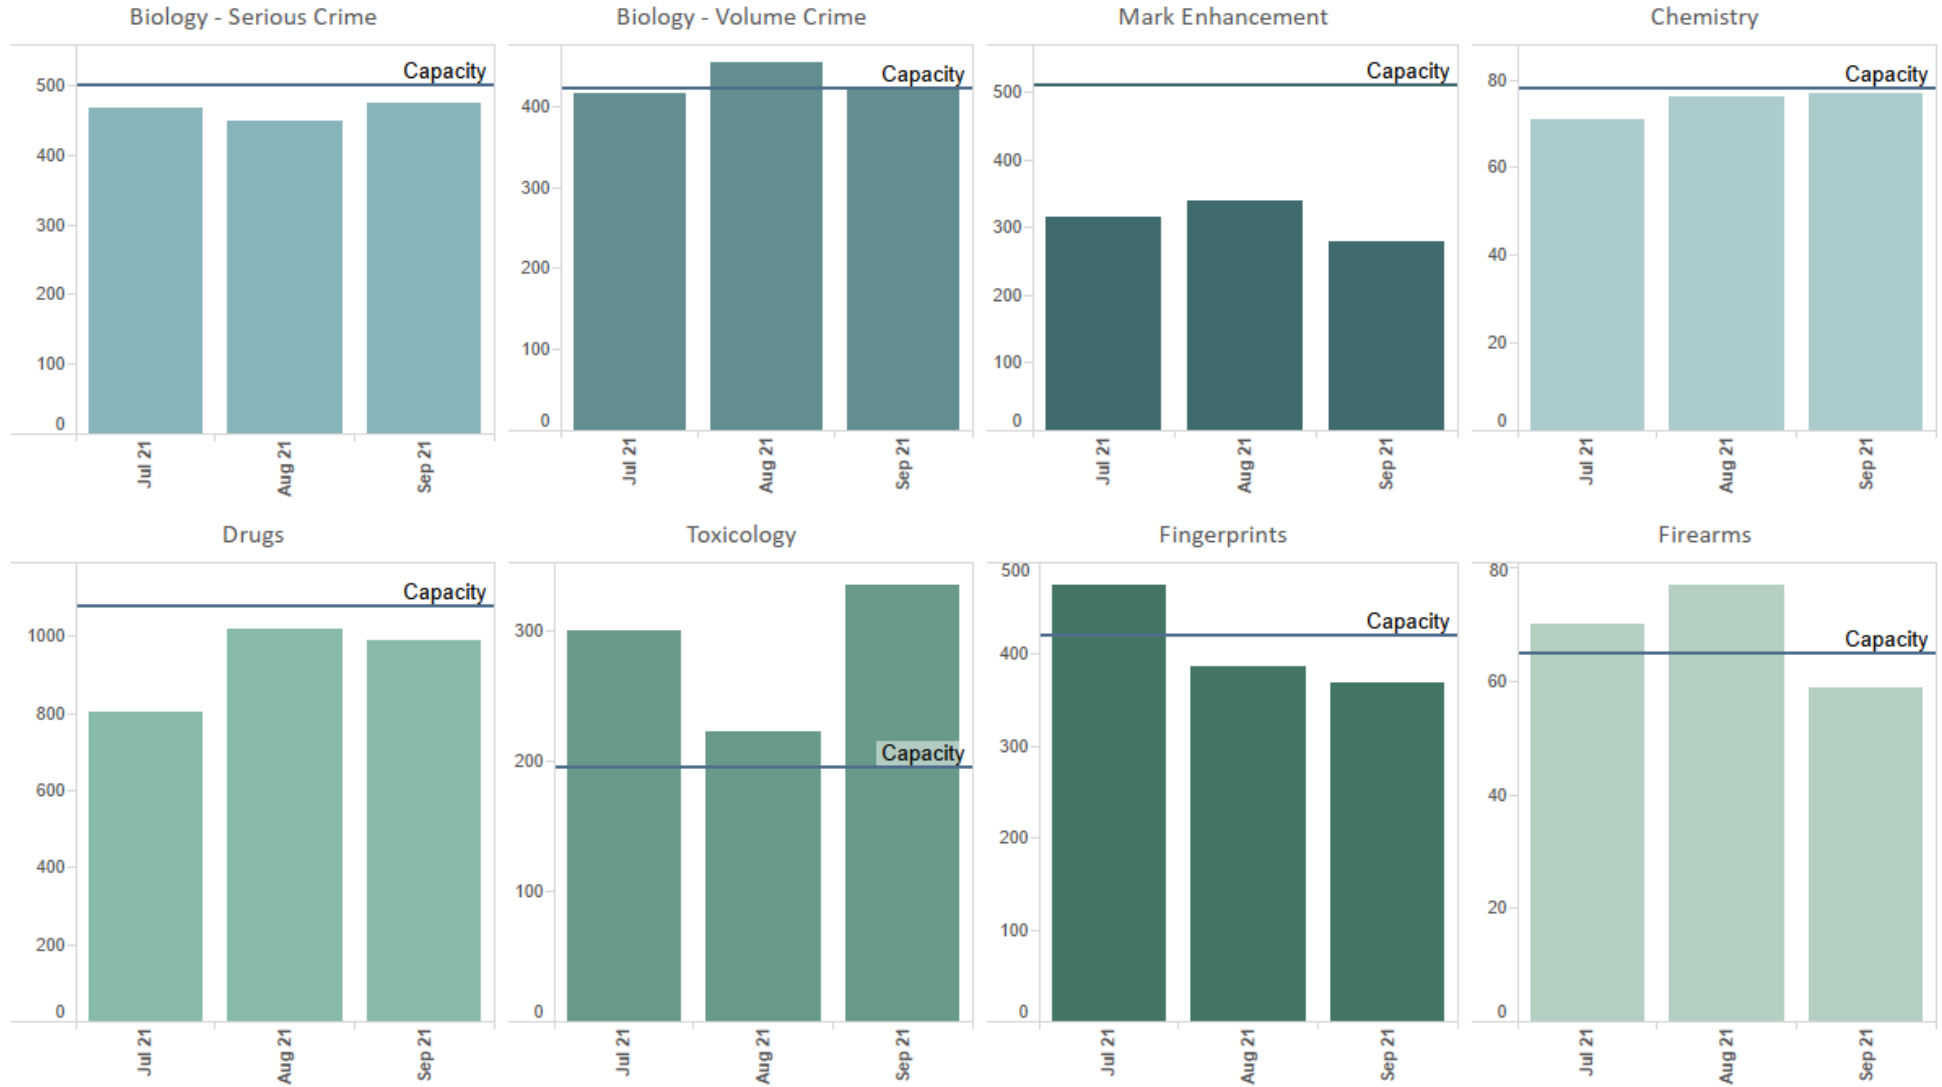 Biology - Serious Crime
Capacity
500
400
300
200
100
0
Jul 21
Aug 21
Sep 21
Biology - Volume Crime
Capacity
400
300
200
100
0
Jul 21
Aug 21
Sep 21
Mark Enhancement
Capacity
500
400
300
200
100
0
Jul 21
Aug 21
Sep 21
Chemistry
Capacity
80
60
40
20
0
Jul 21
Aug 21
Sep 21
Drugs
Capacity
1000
800
600
400
200
0
Jul 21
Aug 21
Sep 21
Toxicology
300
Capacity
200
100
0
Jul 21
Aug 21
Sep 21
Fingerprints
500
Capacity
400
300
200
100
0
Jul 21
Aug 21
Sep 21
Firearms
80
Capacity
60
40
20
0
Jul 21
Aug 21
Sep 21